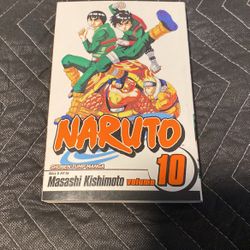 NARUTO
SHONEN JUMP MANGA
Masashi Kishimoto
volume
10